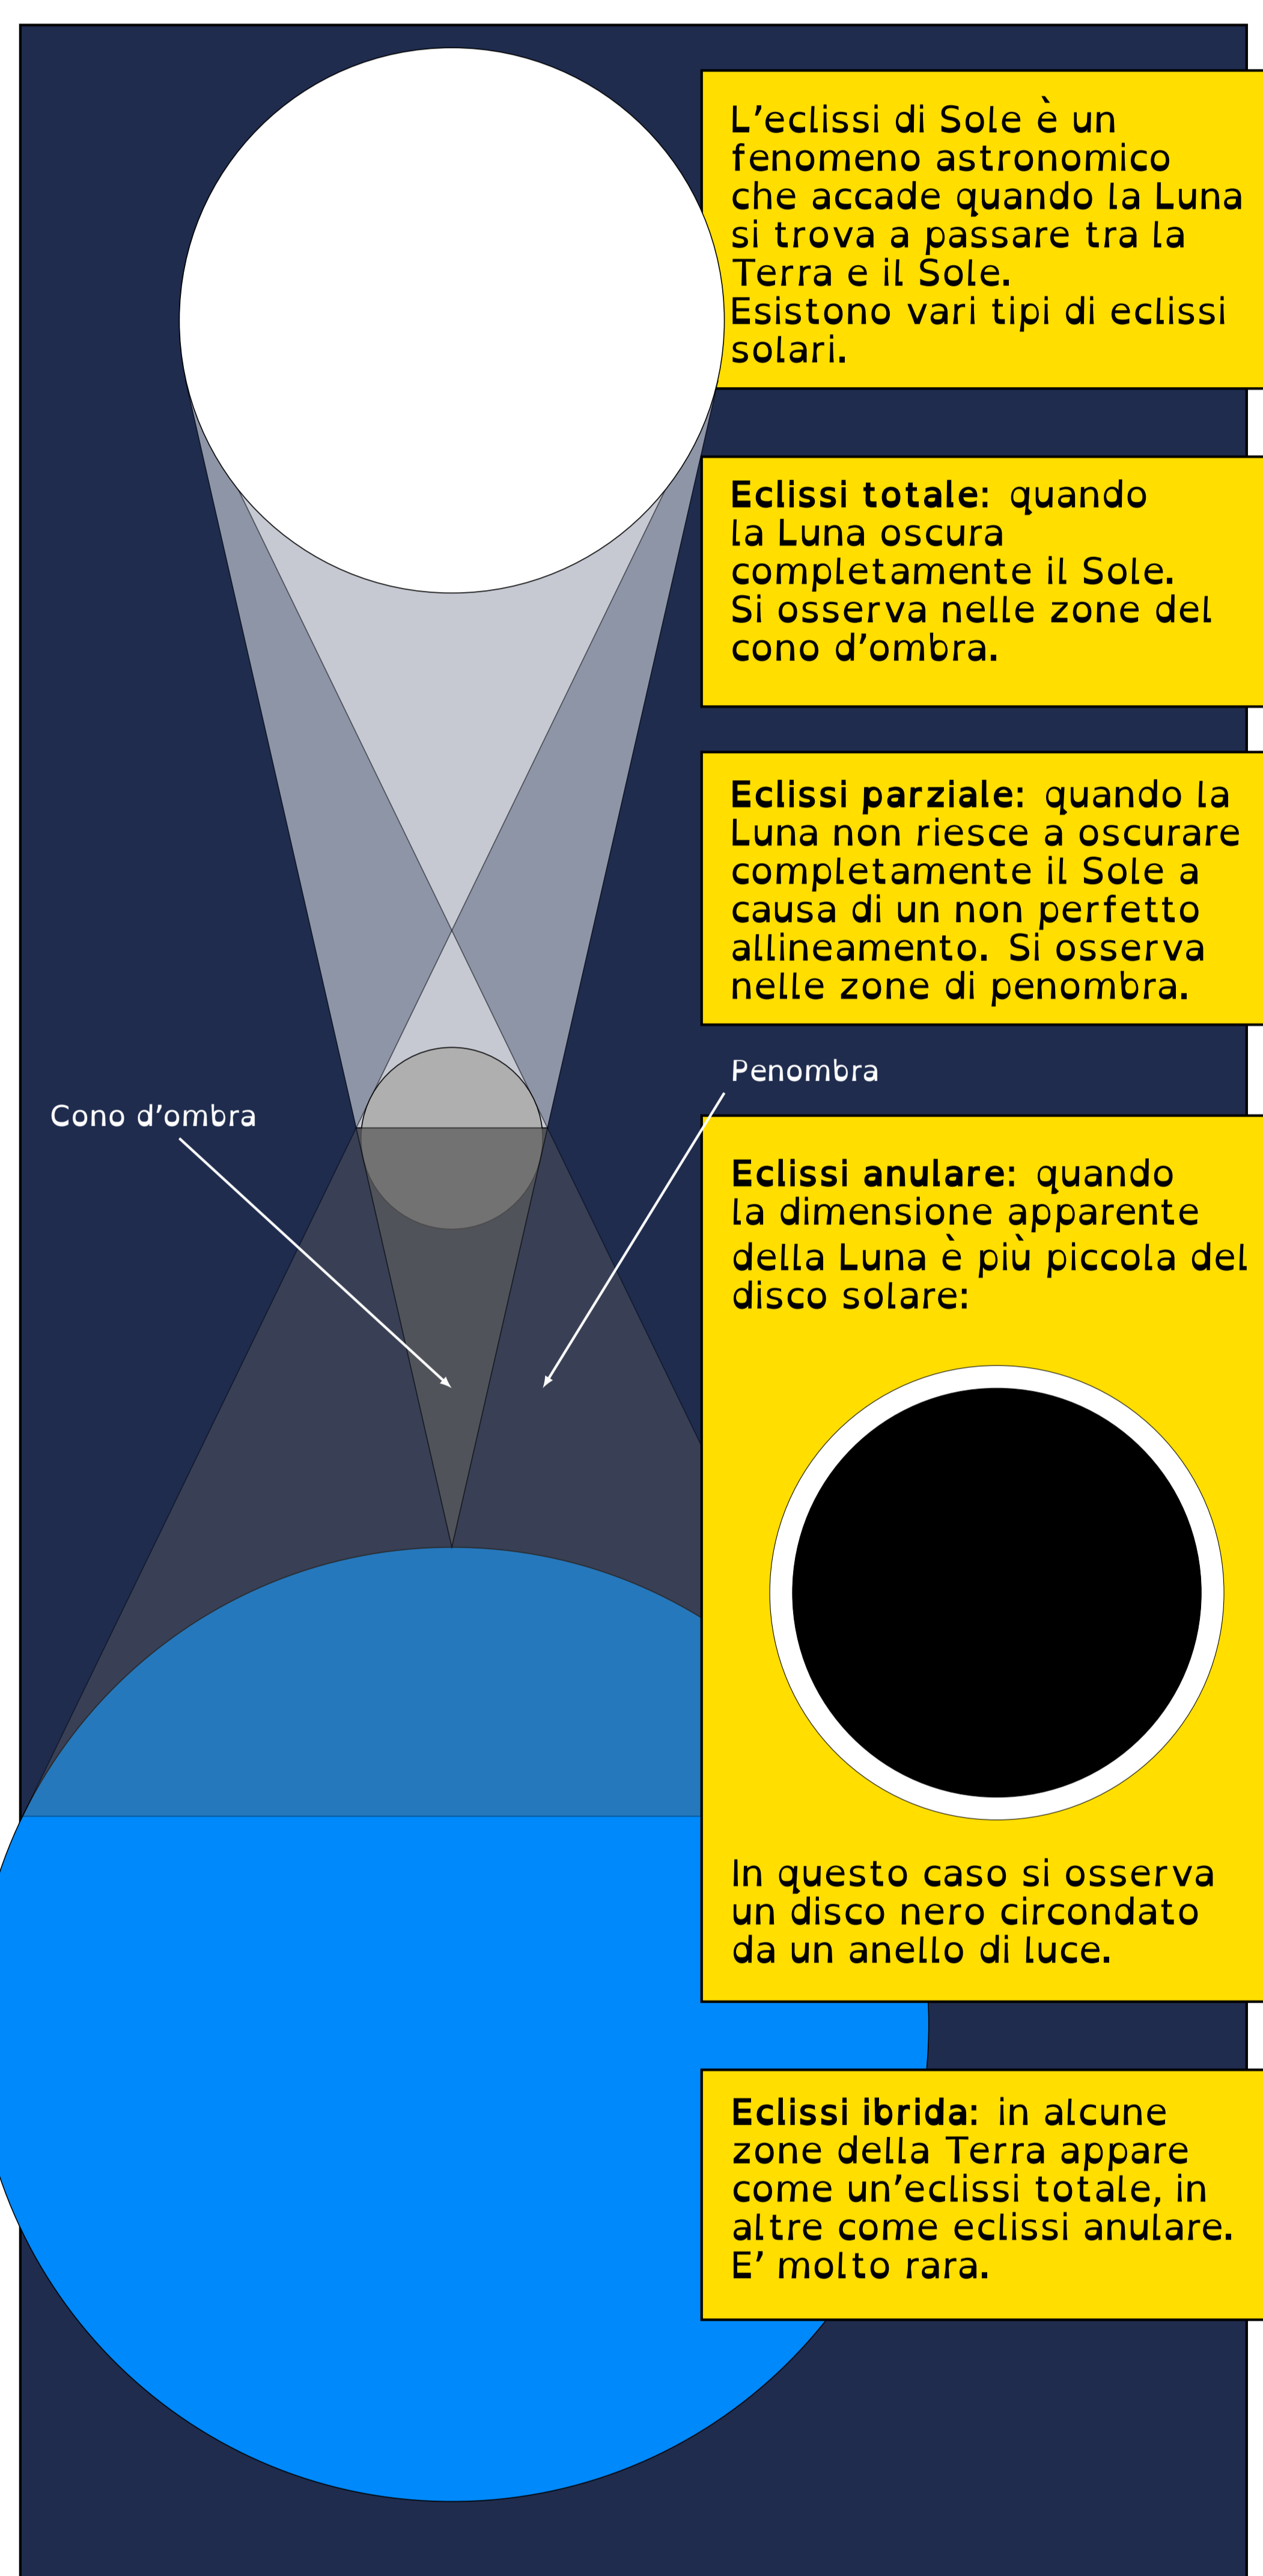 L’eclissi di Sole è un
fenomeno astronomico
che accade quando la Luna
si trova a passare tra la
Terra e il Sole.
Esistono vari tipi di eclissi
solari.
Eclissi totale: quando
la Luna oscura
completamente il Sole.
Si osserva nelle zone del
cono d’ombra.
Eclissi parziale: quando la
Luna non riesce a oscurare
completamente il Sole a
causa di un non perfetto
allineamento. Si osserva
nelle zone di penombra.
Penombra
Cono d’ombra
Eclissi anulare: quando
la dimensione apparente
della Luna è più piccola del
disco solare:
In questo caso si osserva
un disco nero circondato
da un anello di luce.
Eclissi ibrida: in alcune
zone della Terra appare
come un’eclissi totale, in
altre come eclissi anulare.
E’ molto rara.